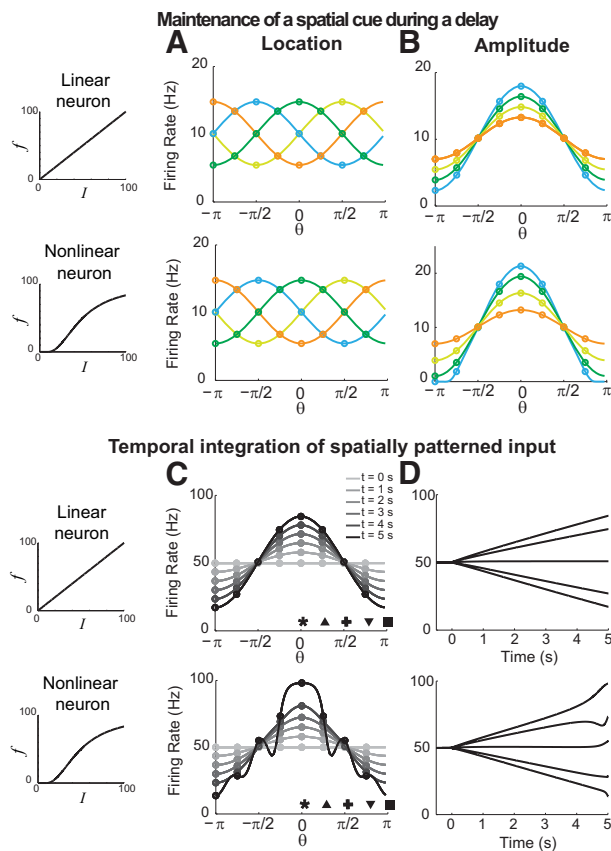 Maintenance of a spatial cue during a delay
A Location B Amplitude
Linear
neuron
100
f
0
0 I 100
Firing Rate (Hz)
20
15
10
5
0
−π −π/2 0 π/2 π
θ
20
10
0
−π −π/2 0 π/2 π
θ
Nonlinear
neuron
100
f
0
0 I 100
Firing Rate (Hz)
20
15
10
5
0
−π −π/2 0 π/2 π
θ
20
10
0
−π −π/2 0 π/2 π
θ
Temporal integration of spatially patterned input
C D
Linear
neuron
100
f
0
0 I 100
Firing Rate (Hz)
100
50
0
t = 0 s
t = 1 s
t = 2 s
t = 3 s
t = 4 s
t = 5 s
−π −π/2 0 π/2 π
θ
100
50
0
0 1 2 3 4 5
Time (s)
Nonlinear
neuron
100
f
0
0 I 100
Firing Rate (Hz)
100
50
0
−π −π/2 0 π/2 π
θ
100
50
0
0 1 2 3 4 5
Time (s)